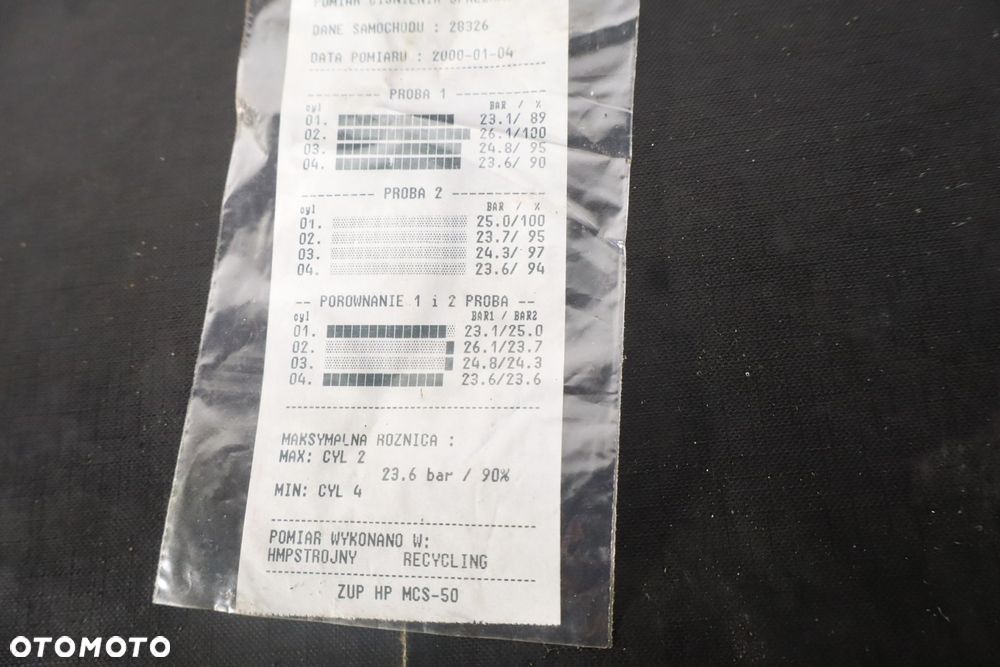 POMIAR CISNIENIA SPREZANIA
DANE SAMOCHODU : 28326
DATA POMIARU : 2000-01-04
PROBA 1
cyl BAR / %
01. 23.1/ 89
02. 26.1/100
03. 24.8/ 95
04. 23.6/ 90
PROBA 2
cyl BAR / %
01. 25.0/100
02. 23.7/ 95
03. 24.3/ 97
04. 23.6/ 94
-- POROWNANIE 1 i 2 PROBA --
cyl BAR1 / BAR2
01. 23.1/25.0
02. 26.1/23.7
03. 24.8/24.3
04. 23.6/23.6
MAKSYMALNA ROZNICA :
MAX: CYL 2
23.6 bar / 90%
MIN: CYL 4
POMIAR WYKONANO W:
HMPSTROJNY RECYCLING
ZUP HP MCS-50
OTOMOTO